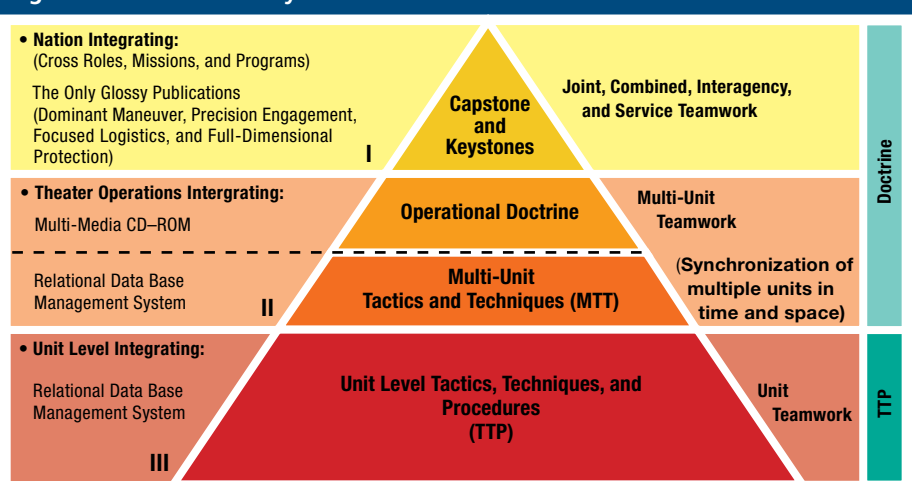 • Nation Integrating:
(Cross Roles, Missions, and Programs)
The Only Glossy Publications
(Dominant Maneuver, Precision Engagement,
Focused Logistics, and Full-Dimensional
Protection)
I
Capstone
and
Keystones
Joint, Combined, Interagency,
and Service Teamwork
• Theater Operations Intergrating:
Multi-Media CD–ROM
Operational Doctrine
Multi-Unit
Teamwork
Relational Data Base
Management System
II
Multi-Unit
Tactics and Techniques (MTT)
(Synchronization of
multiple units in
time and space)
Doctrine
• Unit Level Integrating:
Relational Data Base
Management System
III
Unit Level Tactics, Techniques, and
Procedures
(TTP)
Unit
Teamwork
TTP